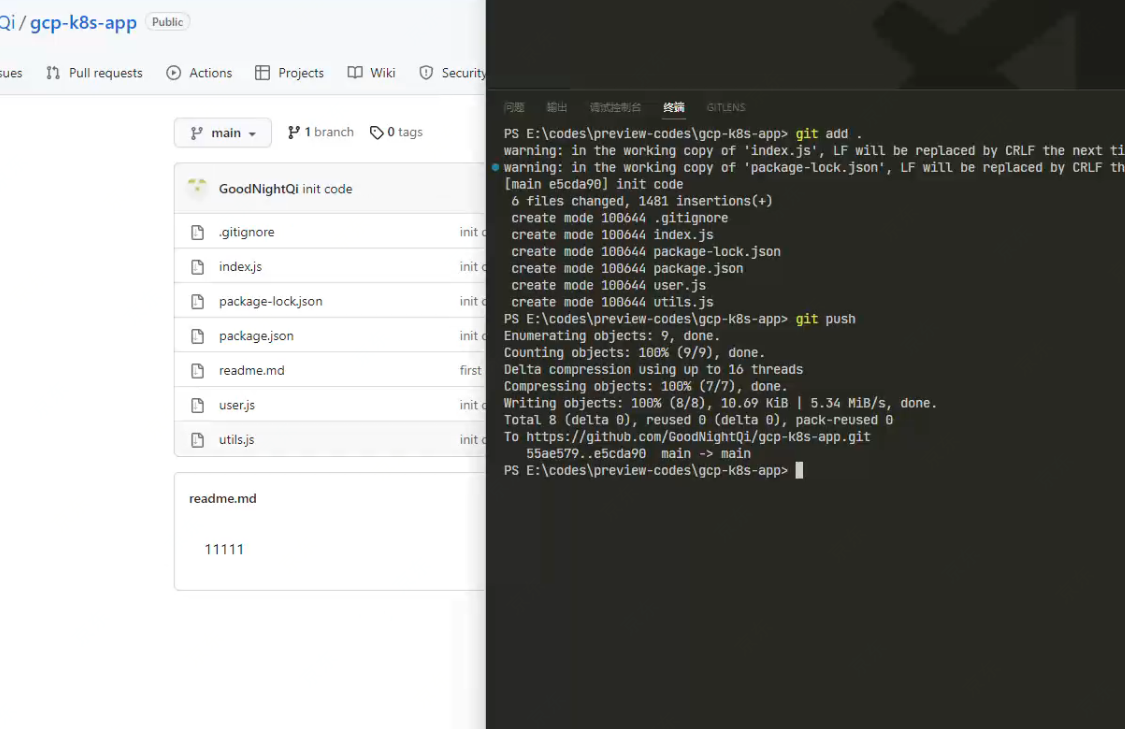 Qi / gcp-k8s-app Public
sues Pull requests Actions Projects Wiki Security
main 1 branch 0 tags
GoodNightQi init code
.gitignore init c
index.js init c
package-lock.json init c
package.json init c
readme.md first
user.js init c
utils.js init c
readme.md
11111
问题 输出 调试控制台 终端 GITLENS
PS E:\codes\preview-codes\gcp-k8s-app> git add .
warning: in the working copy of 'index.js', LF will be replaced by CRLF the next ti
warning: in the working copy of 'package-lock.json', LF will be replaced by CRLF th
[main e5cda90] init code
6 files changed, 1481 insertions(+)
create mode 100644 .gitignore
create mode 100644 index.js
create mode 100644 package-lock.json
create mode 100644 package.json
create mode 100644 user.js
create mode 100644 utils.js
PS E:\codes\preview-codes\gcp-k8s-app> git push
Enumerating objects: 9, done.
Counting objects: 100% (9/9), done.
Delta compression using up to 16 threads
Compressing objects: 100% (7/7), done.
Writing objects: 100% (8/8), 10.69 KiB | 5.34 MiB/s, done.
Total 8 (delta 0), reused 0 (delta 0), pack-reused 0
To https://github.com/GoodNightQi/gcp-k8s-app.git
55ae579..e5cda90 main -> main
PS E:\codes\preview-codes\gcp-k8s-app>